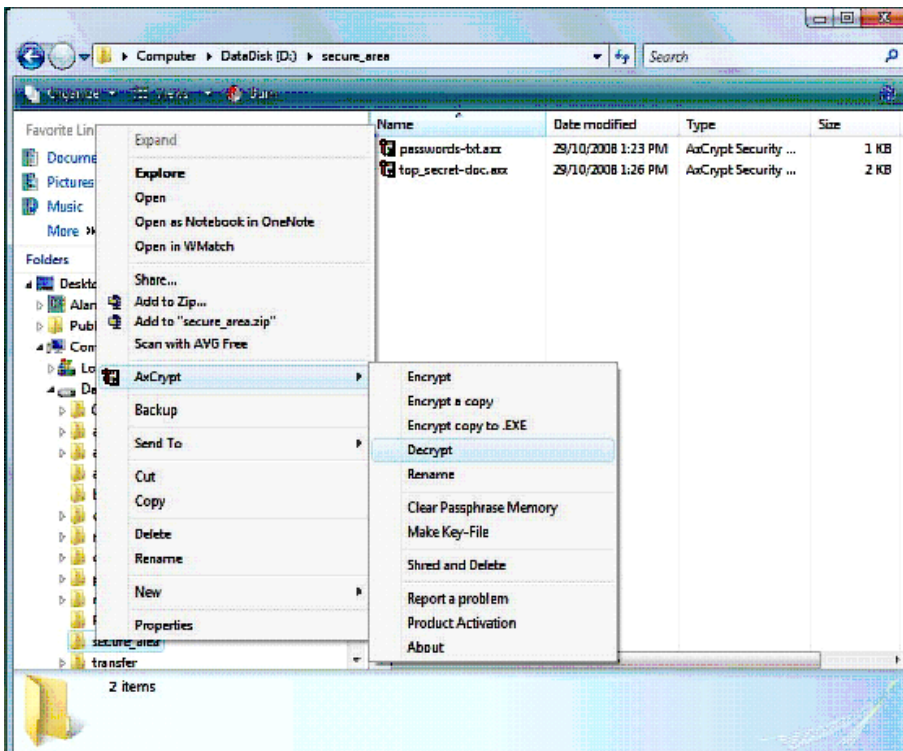 Computer ▸ DataDisk (D:) ▸ secure_area
Search
Favorite Lin
Docume
Pictures
Music
More »
Folders
Deskto
Alan
Publ
Com
Lo
Da
secure_area
transfer
Expand
Explore
Open
Open as Notebook in OneNote
Open in WMatch
Share...
Add to Zip...
Add to "secure_area.zip"
Scan with AVG Free
AxCrypt
Backup
Send To
Cut
Copy
Delete
Rename
New
Properties
Encrypt
Encrypt a copy
Encrypt copy to .EXE
Decrypt
Rename
Clear Passphrase Memory
Make Key-File
Shred and Delete
Report a problem
Product Activation
About
Name Date modified Type Size
passwords-txt.axx 29/10/2008 1:23 PM AxCrypt Security ... 1 KB
top_secret-doc.axx 29/10/2008 1:26 PM AxCrypt Security ... 2 KB
2 items